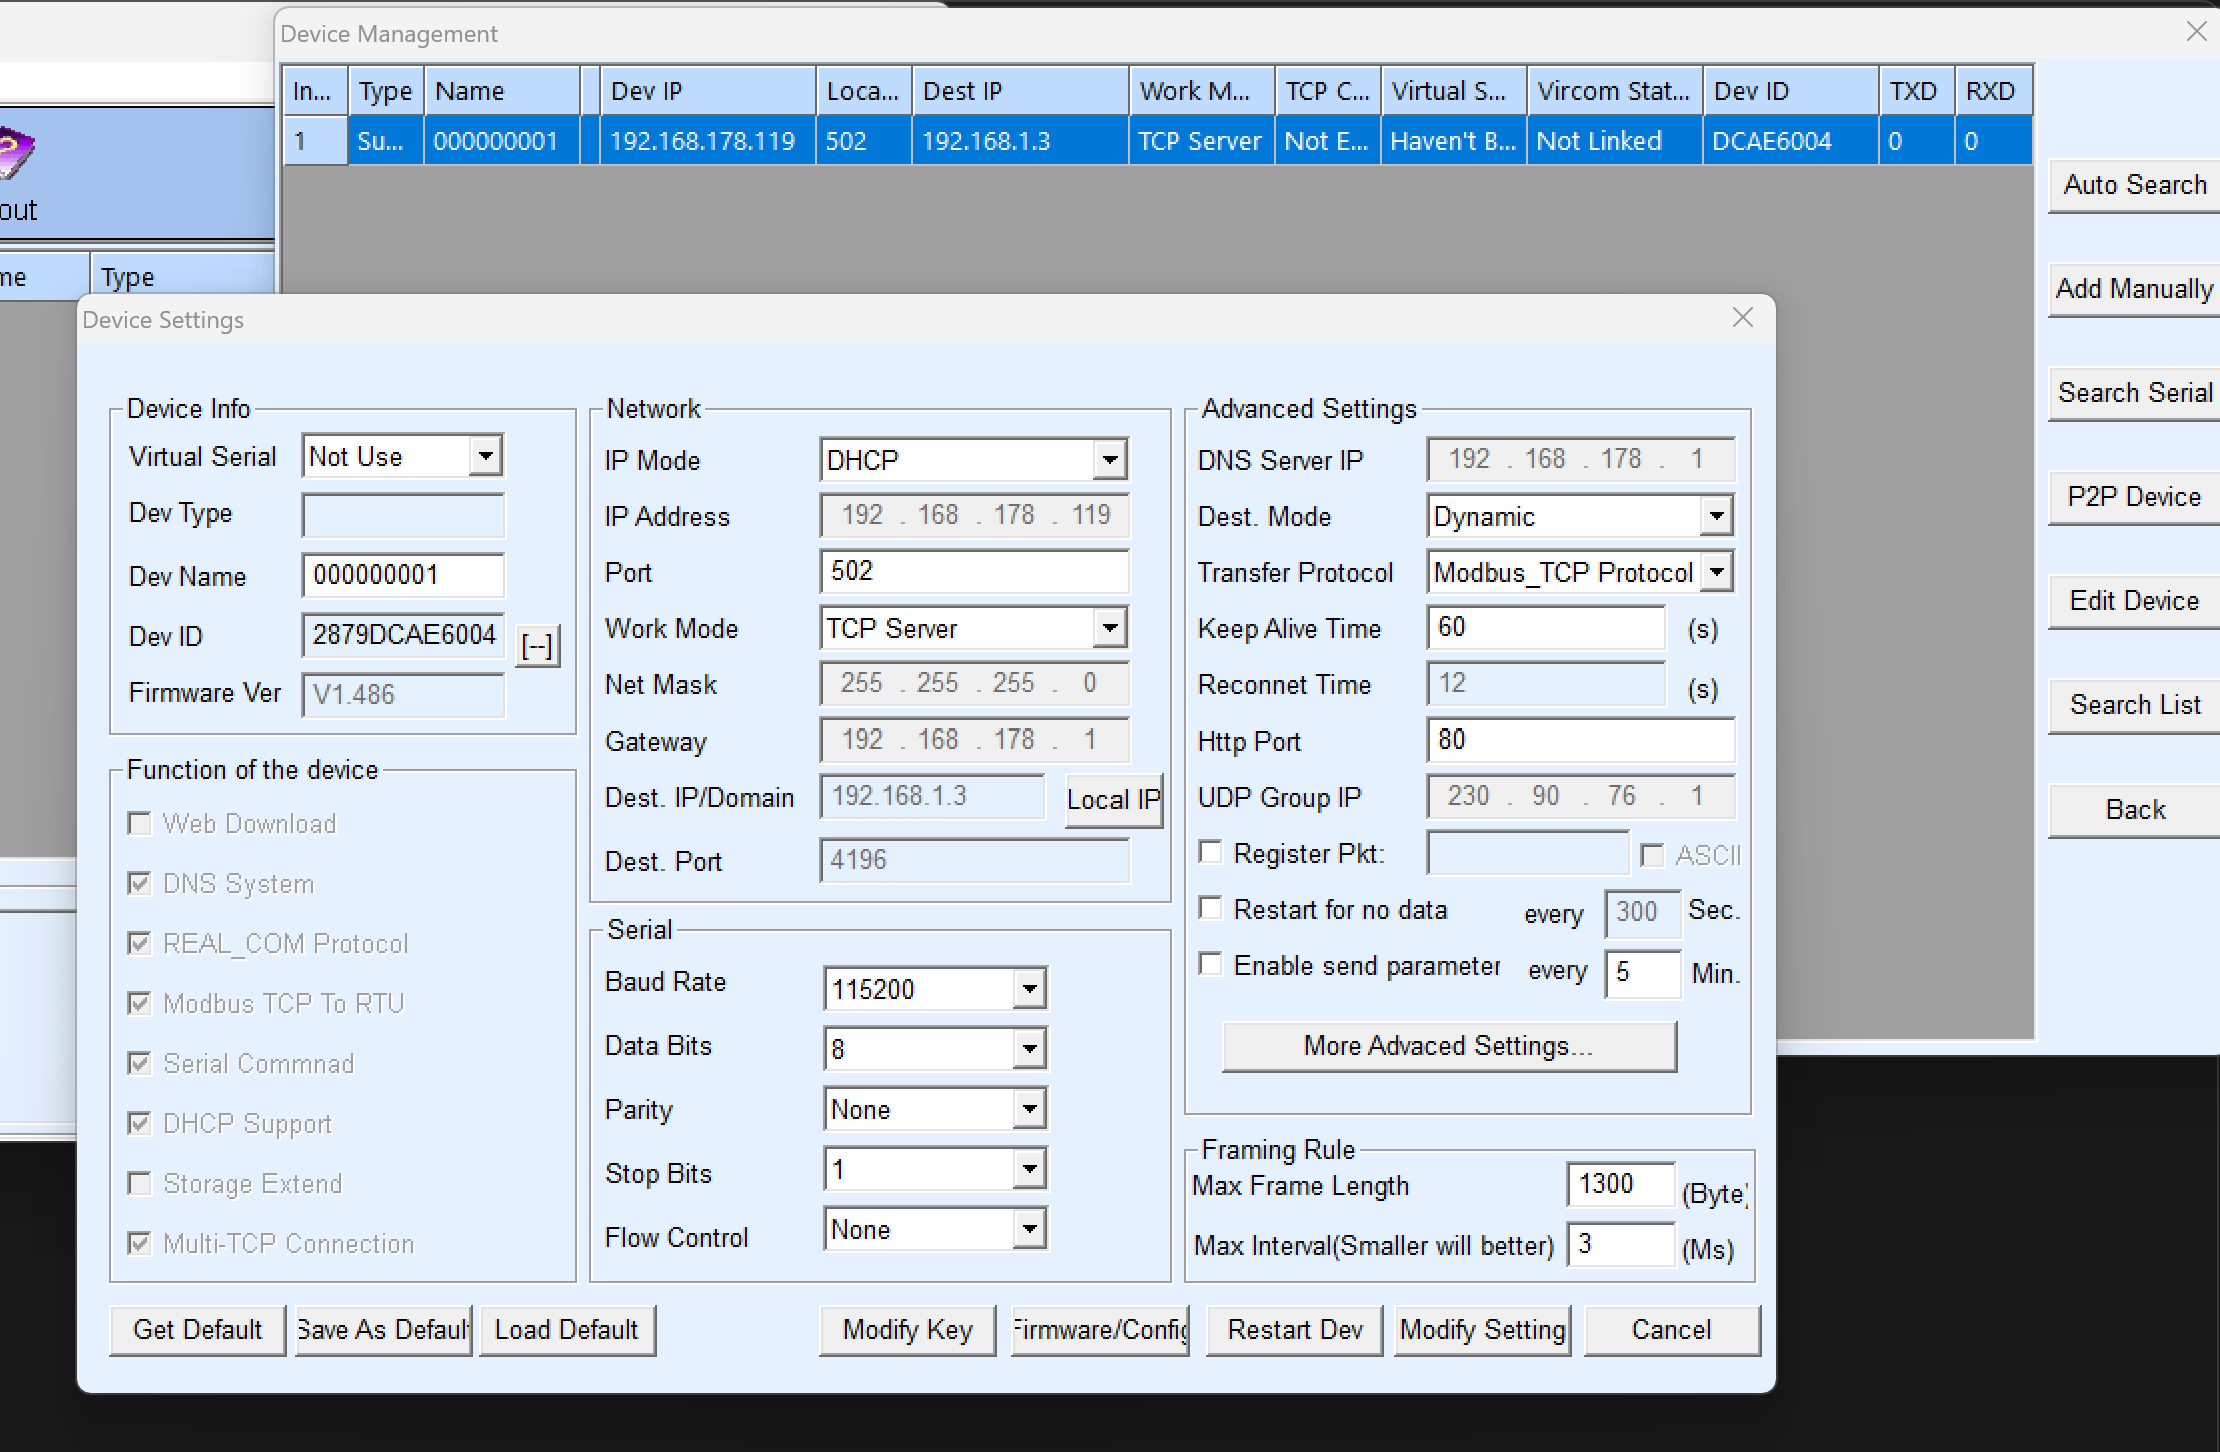 Device Management
In... Type Name Dev IP Loca... Dest IP Work M... TCP C... Virtual S... Vircom Stat... Dev ID TXD RXD
1 Su... 000000001 192.168.178.119 502 192.168.1.3 TCP Server Not E... Haven't B... Not Linked DCAE6004 0 0
out
me Type
Auto Search
Add Manually
Search Serial
P2P Device
Edit Device
Search List
Back
Device Settings
Device Info
Virtual Serial Not Use
Dev Type
Dev Name 000000001
Dev ID 2879DCAE6004 [--]
Firmware Ver V1.486
Function of the device
Web Download
DNS System
REAL_COM Protocol
Modbus TCP To RTU
Serial Commnad
DHCP Support
Storage Extend
Multi-TCP Connection
Network
IP Mode DHCP
IP Address 192 . 168 . 178 . 119
Port 502
Work Mode TCP Server
Net Mask 255 . 255 . 255 . 0
Gateway 192 . 168 . 178 . 1
Dest. IP/Domain 192.168.1.3 Local IP
Dest. Port 4196
Serial
Baud Rate 115200
Data Bits 8
Parity None
Stop Bits 1
Flow Control None
Advanced Settings
DNS Server IP 192 . 168 . 178 . 1
Dest. Mode Dynamic
Transfer Protocol Modbus_TCP Protocol
Keep Alive Time 60 (s)
Reconnet Time 12 (s)
Http Port 80
UDP Group IP 230 . 90 . 76 . 1
Register Pkt: ASCII
Restart for no data every 300 Sec.
Enable send parameter every 5 Min.
More Advaced Settings...
Framing Rule
Max Frame Length 1300 (Byte)
Max Interval(Smaller will better) 3 (Ms)
Get Default Save As Default Load Default Modify Key Firmware/Config Restart Dev Modify Setting Cancel